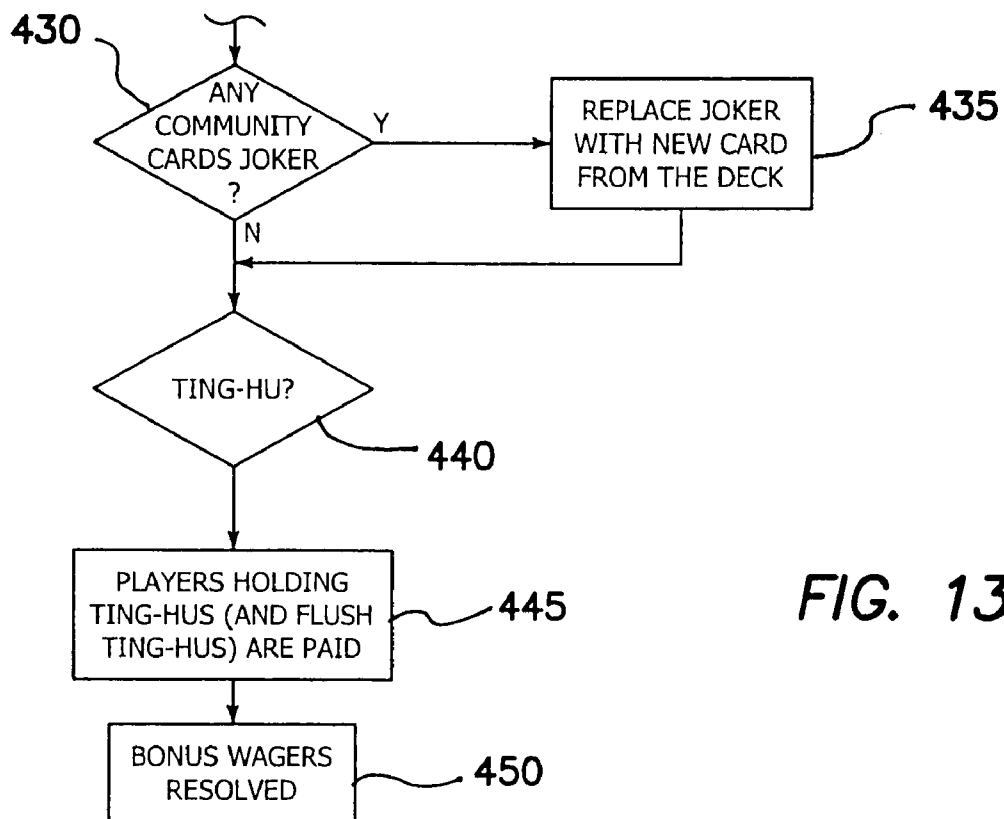 430
ANY
COMMUNITY
CARDS JOKER
?
Y
REPLACE JOKER
WITH NEW CARD
FROM THE DECK
435
N
TING-HU?
440
PLAYERS HOLDING
TING-HUS (AND FLUSH
TING-HUS) ARE PAID
445
FIG. 13
BONUS WAGERS
RESOLVED
450